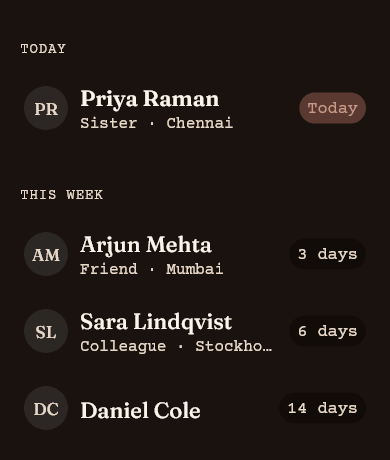 TODAY
PR
Priya Raman
Sister · Chennai
Today
THIS WEEK
AM
Arjun Mehta
Friend · Mumbai
3 days
SL
Sara Lindqvist
Colleague · Stockho…
6 days
DC
Daniel Cole
14 days